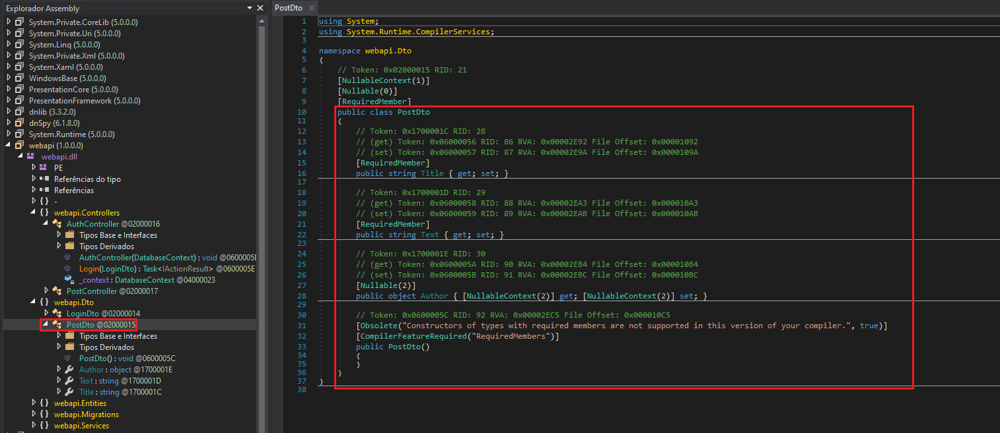 Explorador Assembly
System.Private.CoreLib (5.0.0.0)
System.Private.Uri (5.0.0.0)
System.Linq (5.0.0.0)
System.Private.Xml (5.0.0.0)
System.Xaml (5.0.0.0)
WindowsBase (5.0.0.0)
PresentationCore (5.0.0.0)
PresentationFramework (5.0.0.0)
dnlib (3.3.2.0)
dnSpy (6.1.8.0)
System.Runtime (5.0.0.0)
webapi (1.0.0.0)
webapi.dll
PE
Referências do tipo
Referências
{ } -
{ } webapi.Controllers
AuthController @02000016
Tipos Base e Interfaces
Tipos Derivados
AuthController(DatabaseContext) : void @0600005D
Login(LoginDto) : Task<IActionResult> @0600005E
_context : DatabaseContext @04000023
PostController @02000017
{ } webapi.Dto
LoginDto @02000014
PostDto @02000015
Tipos Base e Interfaces
Tipos Derivados
PostDto() : void @0600005C
Author : object @1700001E
Text : string @1700001D
Title : string @1700001C
{ } webapi.Entities
{ } webapi.Migrations
{ } webapi.Services
PostDto
1 using System;
2 using System.Runtime.CompilerServices;
3
4 namespace webapi.Dto
5 {
6 // Token: 0x02000015 RID: 21
7 [NullableContext(1)]
8 [Nullable(0)]
9 [RequiredMember]
10 public class PostDto
11 {
12 // Token: 0x1700001C RID: 28
13 // (get) Token: 0x06000056 RID: 86 RVA: 0x00002E92 File Offset: 0x00001092
14 // (set) Token: 0x06000057 RID: 87 RVA: 0x00002E9A File Offset: 0x0000109A
15 [RequiredMember]
16 public string Title { get; set; }
17
18 // Token: 0x1700001D RID: 29
19 // (get) Token: 0x06000058 RID: 88 RVA: 0x00002EA3 File Offset: 0x000010A3
20 // (set) Token: 0x06000059 RID: 89 RVA: 0x00002EAB File Offset: 0x000010AB
21 [RequiredMember]
22 public string Text { get; set; }
23
24 // Token: 0x1700001E RID: 30
25 // (get) Token: 0x0600005A RID: 90 RVA: 0x00002EB4 File Offset: 0x000010B4
26 // (set) Token: 0x0600005B RID: 91 RVA: 0x00002EBC File Offset: 0x000010BC
27 [Nullable(2)]
28 public object Author { [NullableContext(2)] get; [NullableContext(2)] set; }
29
30 // Token: 0x0600005C RID: 92 RVA: 0x00002EC5 File Offset: 0x000010C5
31 [Obsolete("Constructors of types with required members are not supported in this version of your compiler.", true)]
32 [CompilerFeatureRequired("RequiredMembers")]
33 public PostDto()
34 {
35 }
36 }
37 }
38